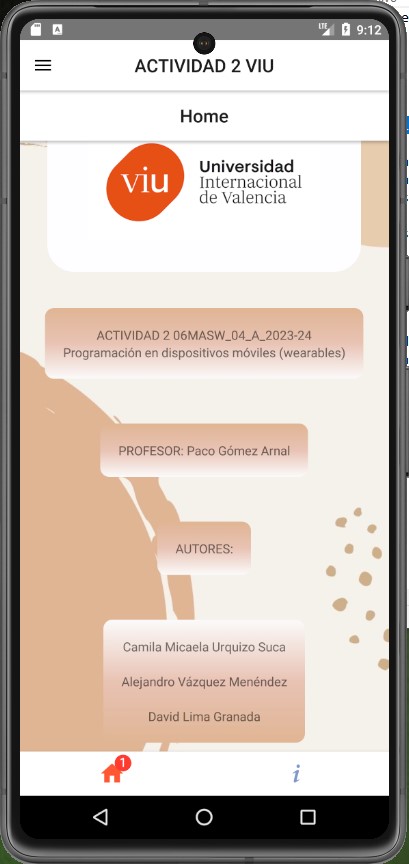 LTE 9:12
ACTIVIDAD 2 VIU
Home
viu
Universidad
Internacional
de Valencia
ACTIVIDAD 2 06MASW_04_A_2023-24
Programación en dispositivos móviles (wearables)
PROFESOR: Paco Gómez Arnal
AUTORES:
Camila Micaela Urquizo Suca
Alejandro Vázquez Menéndez
David Lima Granada
1
i